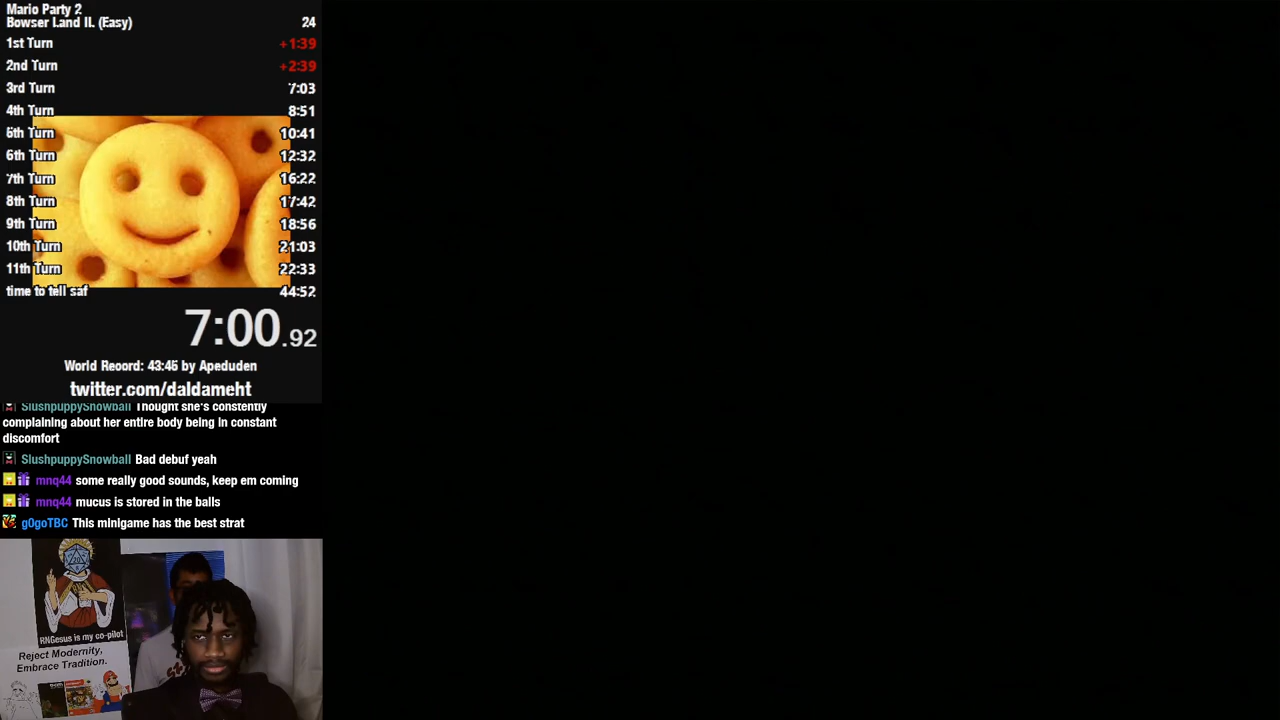 Mario Party 2
Bowser Land II. (Easy) 24
1st Turn +1:39
2nd Turn +2:39
3rd Turn 7:03
4th Turn 8:51
5th Turn 10:41
6th Turn 12:32
7th Turn 16:22
8th Turn 17:42
9th Turn 18:56
10th Turn 21:03
11th Turn 22:33
time to tell saf 44:52
7:00.92
World Record: 43:45 by Apeduden
twitter.com/daldameht
SlushpuppySnowball Thought she's constently
complaining about her entire body being in constant
discomfort
SlushpuppySnowball Bad debuf yeah
mnq44 some really good sounds, keep em coming
mnq44 mucus is stored in the balls
g0goTBC This minigame has the best strat
RNGesus is my co-pilot
Reject Modernity,
Embrace Tradition.